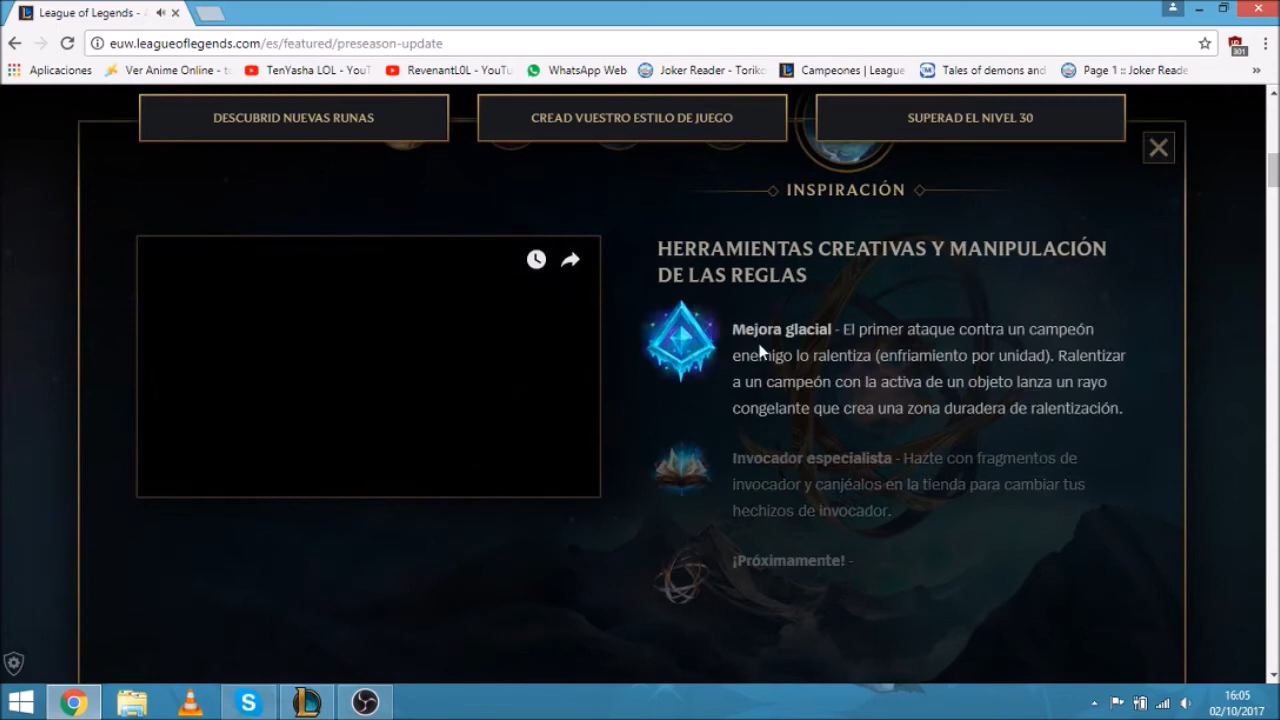 League of Legends -
euw.leagueoflegends.com/es/featured/preseason-update
301
Aplicaciones
Ver Anime Online - t
TenYasha LOL - YouT
RevenantL0L - YouTu
WhatsApp Web
Joker Reader - Toriko
Campeones | League
Tales of demons and
Page 1 :: Joker Reade
»
DESCUBRID NUEVAS RUNAS
CREAD VUESTRO ESTILO DE JUEGO
SUPERAD EL NIVEL 30
INSPIRACIÓN
HERRAMIENTAS CREATIVAS Y MANIPULACIÓN
DE LAS REGLAS
Mejora glacial - El primer ataque contra un campeón
enemigo lo ralentiza (enfriamiento por unidad). Ralentizar
a un campeón con la activa de un objeto lanza un rayo
congelante que crea una zona duradera de ralentización.
Invocador especialista - Hazte con fragmentos de
invocador y canjéalos en la tienda para cambiar tus
hechizos de invocador.
¡Próximamente! -
16:05
02/10/2017